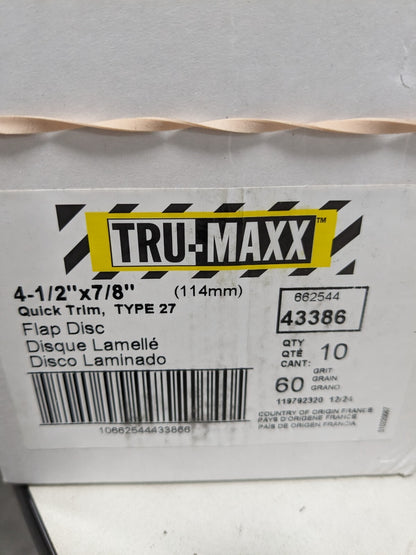 TRU-MAXX™
4-1/2"x7/8" (114mm)
Quick Trim, TYPE 27
Flap Disc
Disque Lamellé
Disco Laminado
10662544433866
662544
43386
QTY
QTÉ 10
CANT:
GRIT
60 GRAIN
GRANO
119792320 12/24
COUNTRY OF ORIGIN FRANCE
PAYS D'ORIGENE FRANCE
PAIS DE ORIGEN FRANCIA